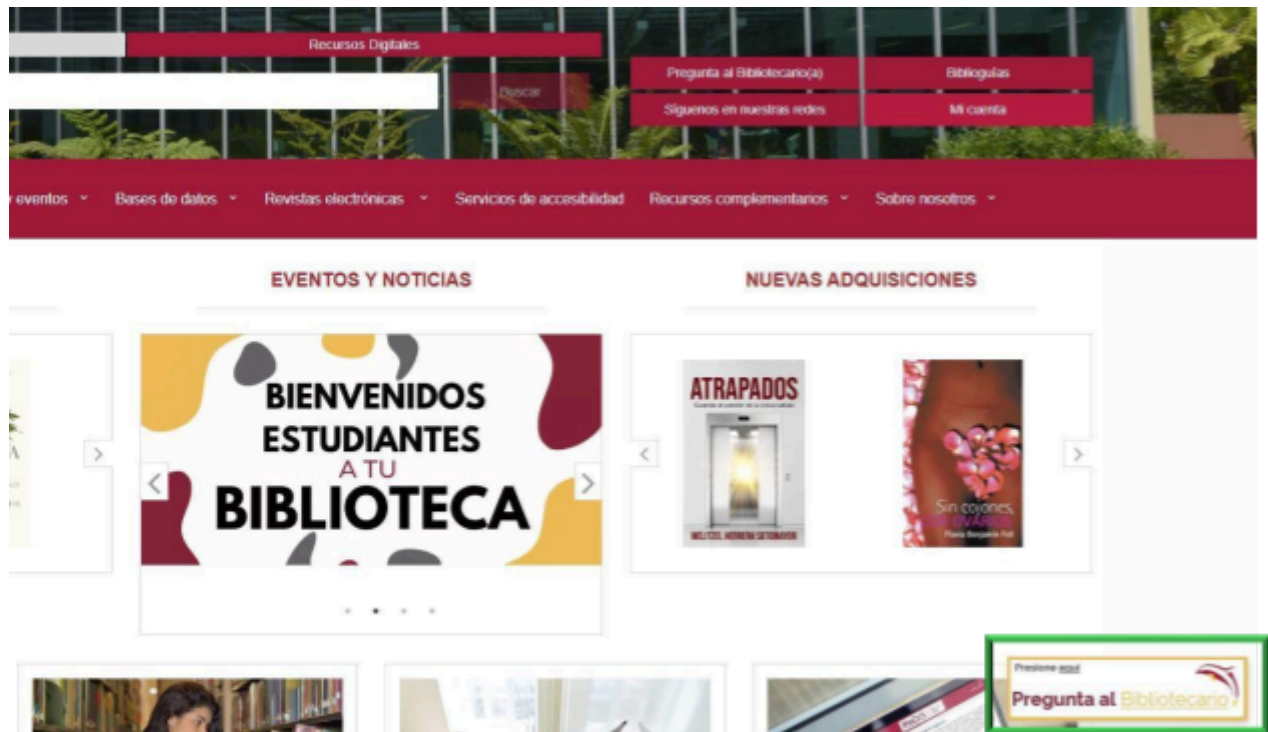 Recursos Digitales
Buscar
Pregunta al Bibliotecario(a)
Biblioguías
Síguenos en nuestras redes
Mi cuenta
eventos
Bases de datos
Revistas electrónicas
Servicios de accesibilidad
Recursos complementarios
Sobre nosotros
EVENTOS Y NOTICIAS
NUEVAS ADQUISICIONES
BIENVENIDOS
ESTUDIANTES
A TU
BIBLIOTECA
ATRAPADOS
Sin cojones,
Presione aquí
Pregunta al Bibliotecario